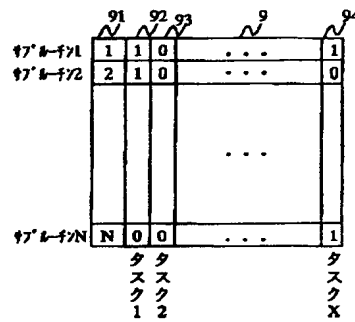 91 92 93 9 94
サブルーチン1 1 1 0 ... 1
サブルーチン2 2 1 0 ... 0
...
サブルーチンN N 0 0 ... 1
タスク1 タスク2 タスクX